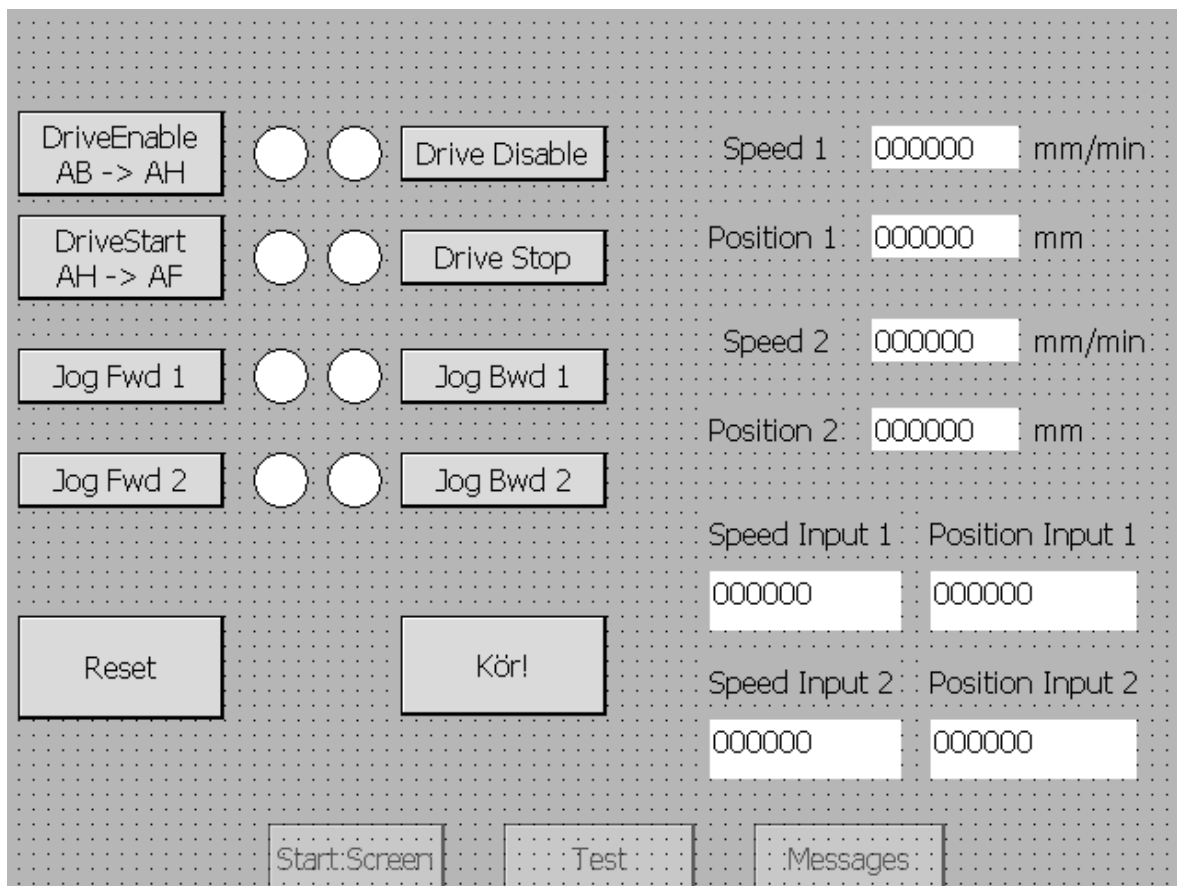 DriveEnable
AB -> AH
Drive Disable
Speed 1 000000 mm/min
DriveStart
AH -> AF
Drive Stop
Position 1 000000 mm
Jog Fwd 1
Jog Bwd 1
Speed 2 000000 mm/min
Position 2 000000 mm
Jog Fwd 2
Jog Bwd 2
Speed Input 1 Position Input 1
000000 000000
Reset
Kör!
Speed Input 2 Position Input 2
000000 000000
Start Screen
Test
Messages